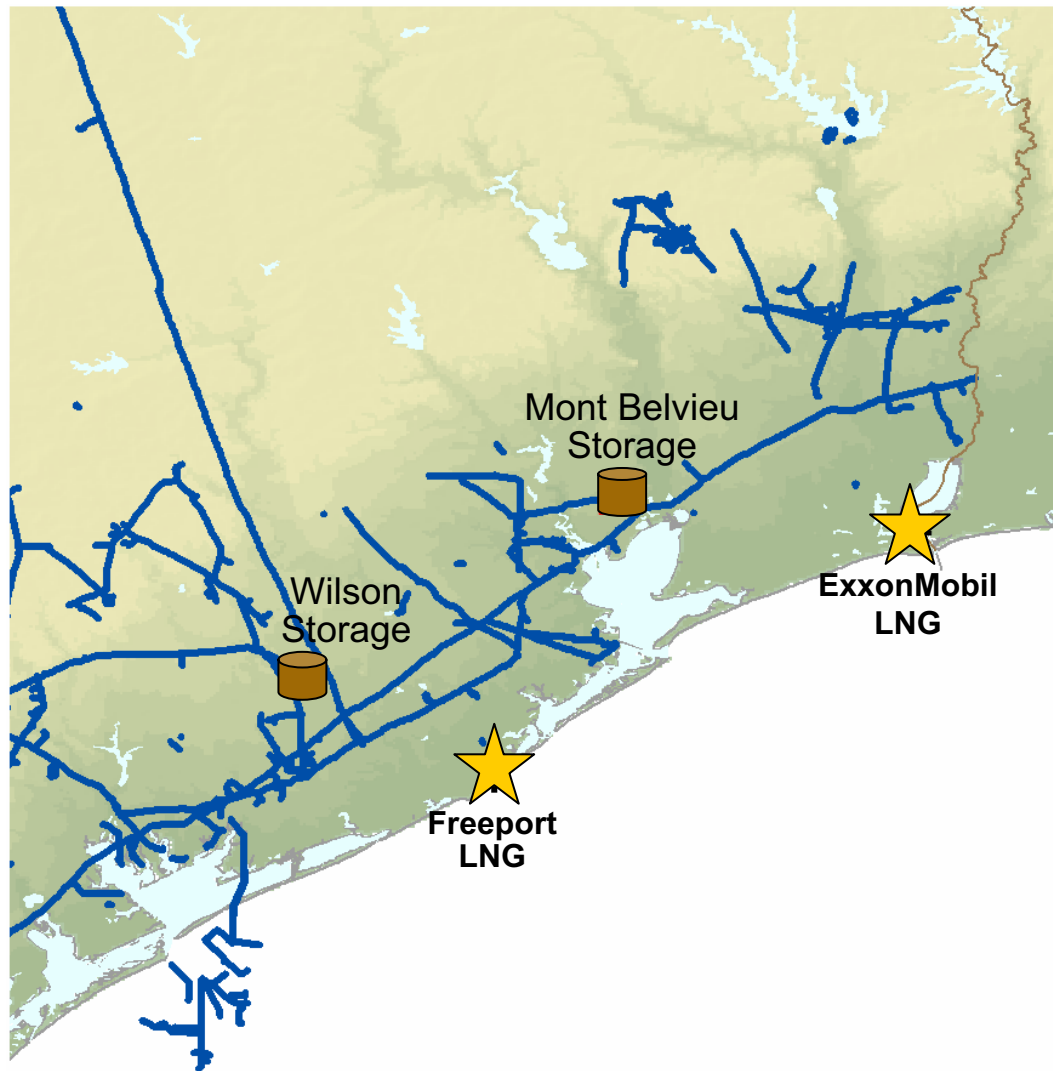 Mont Belvieu
Storage
Wilson
Storage
ExxonMobil
LNG
Freeport
LNG